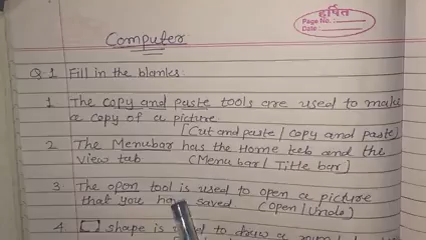 हर्षित
Page No.:
Date:
Computer
Q.1 Fill in the blanks:
1 The copy and paste tools are used to make
a copy of a picture
[Cut and paste / Copy and paste)
2 The Menubar has the Home tab and the
view tab (Menu bar / Title bar]
3 The open tool is used to open a picture
that you have saved (Open / Undo]
4 shape is used to draw a